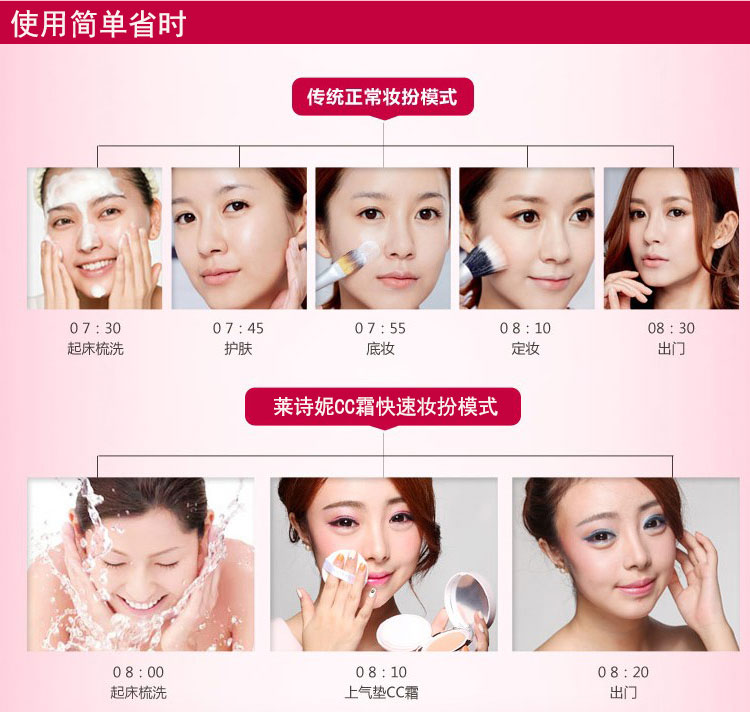 使用简单省时
传统正常妆扮模式
07:30
起床梳洗
07:45
护肤
07:55
底妆
08:10
定妆
08:30
出门
莱诗妮CC霜快速妆扮模式
08:00
起床梳洗
08:10
上气垫CC霜
08:20
出门